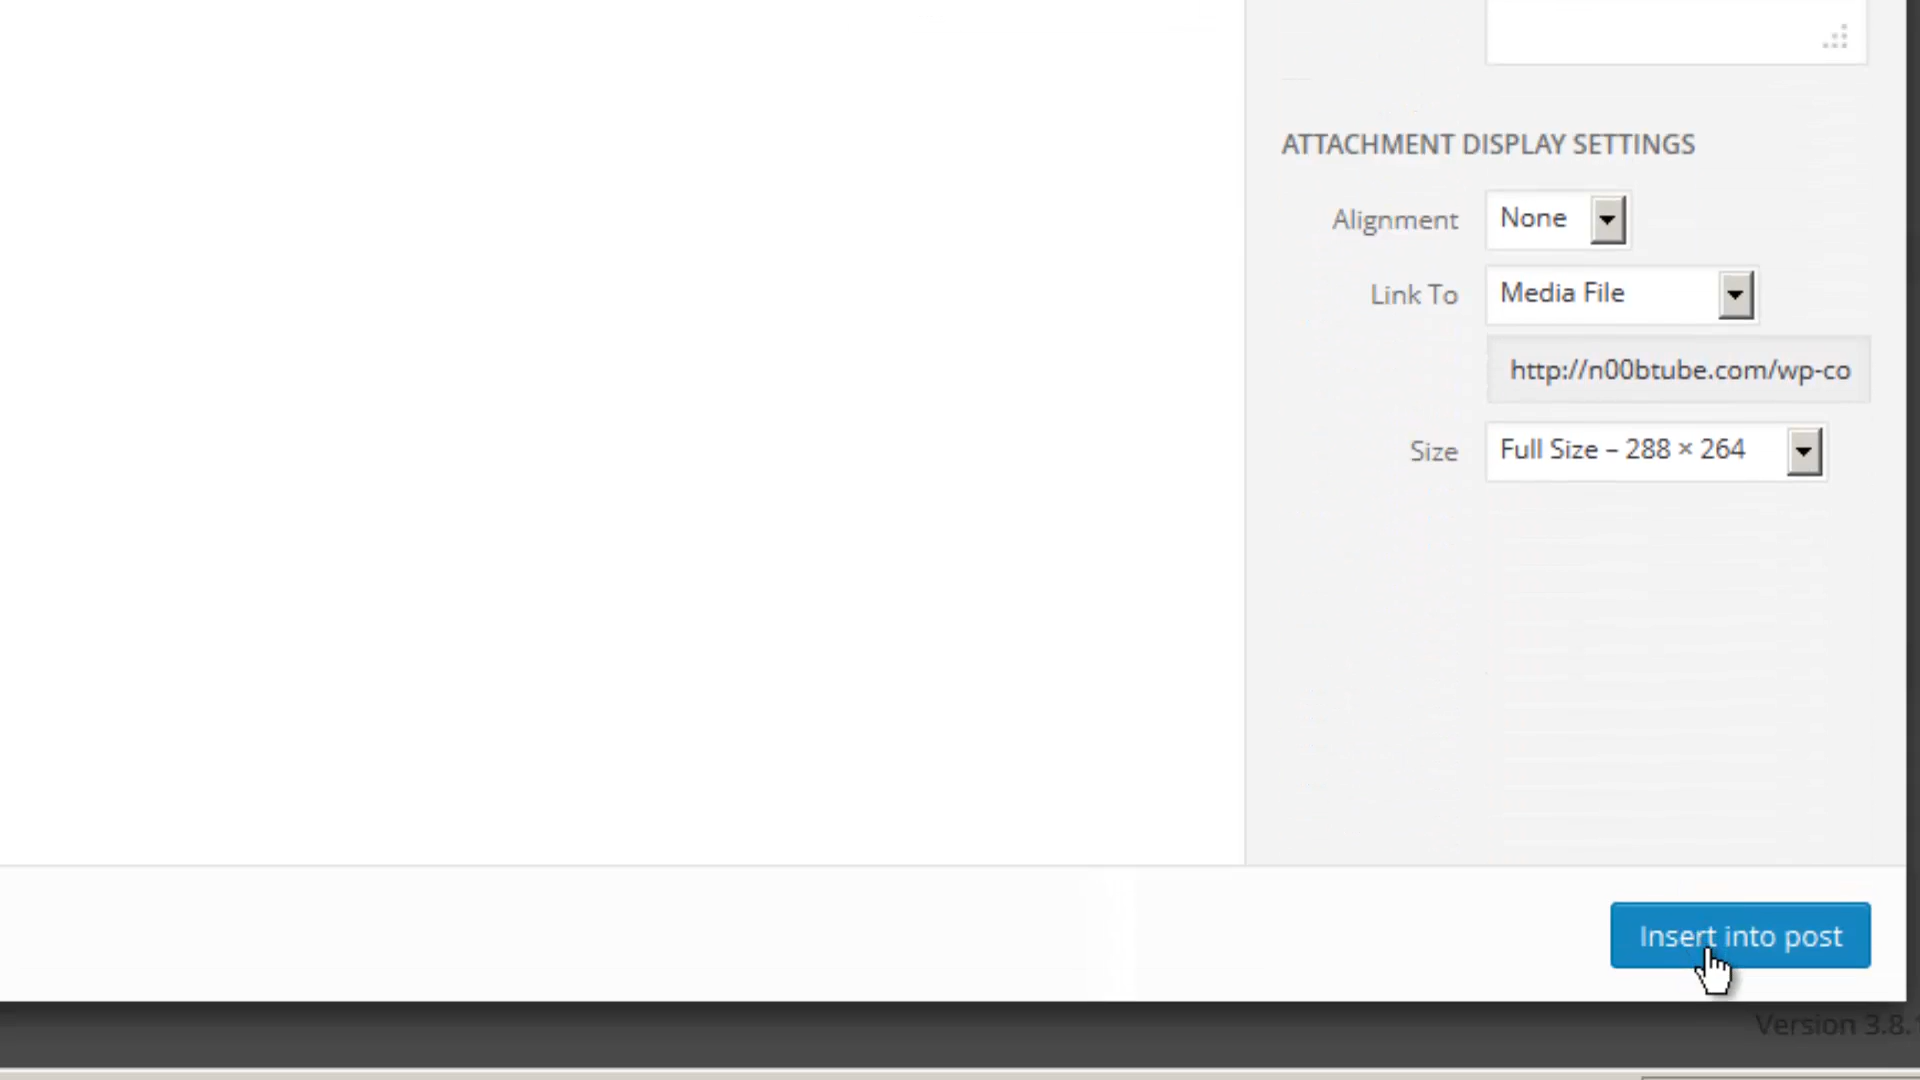 ATTACHMENT DISPLAY SETTINGS
Alignment None
Link To Media File
http://n00btube.com/wp-co
Size Full Size – 288 × 264
Insert into post
Version 3.8.